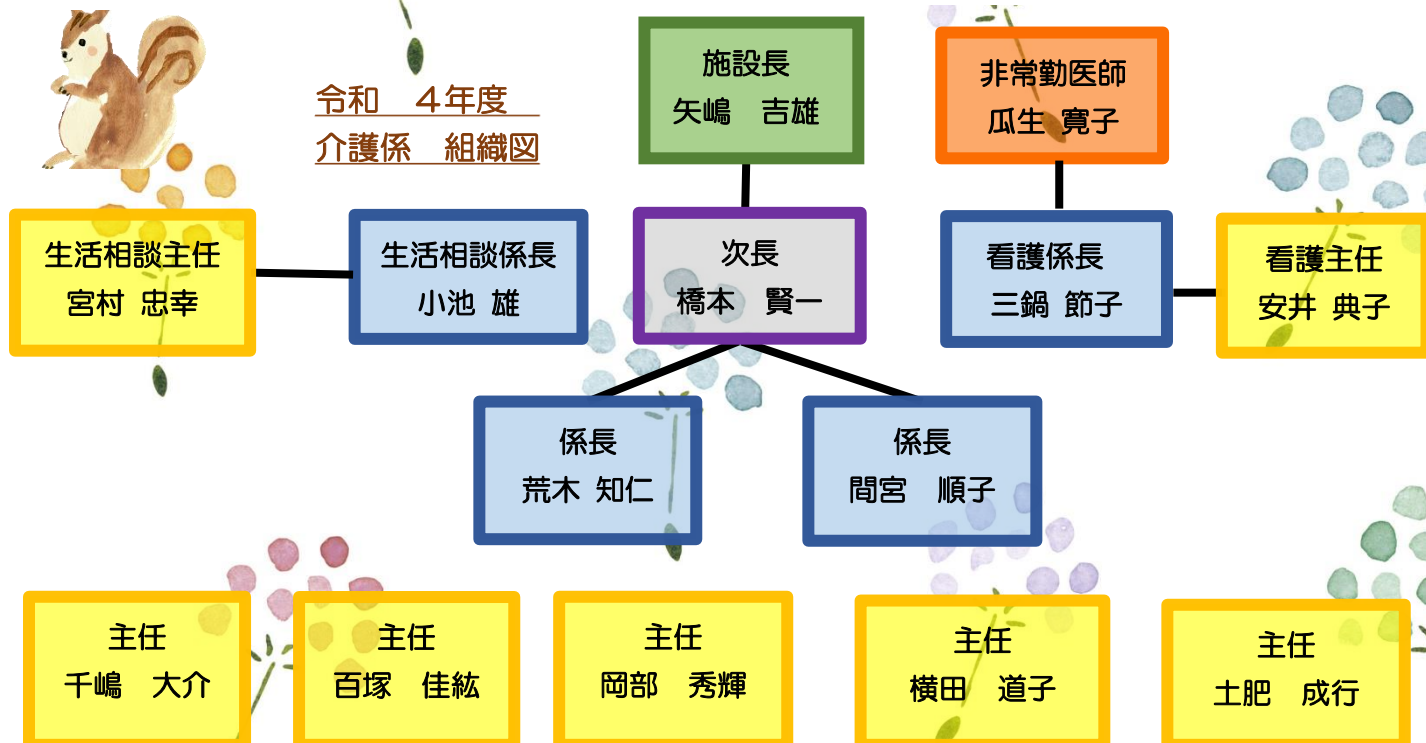 令和　４年度
介護係　組織図
施設長
矢嶋　吉雄
非常勤医師
瓜生 寛子
生活相談主任
宮村 忠幸
生活相談係長
小池 雄
次長
橋本　賢一
看護係長
三鍋 節子
看護主任
安井 典子
係長
荒木 知仁
係長
間宮　順子
主任
千嶋　大介
主任
百塚　佳紘
主任
岡部　秀輝
主任
横田　道子
主任
土肥　成行